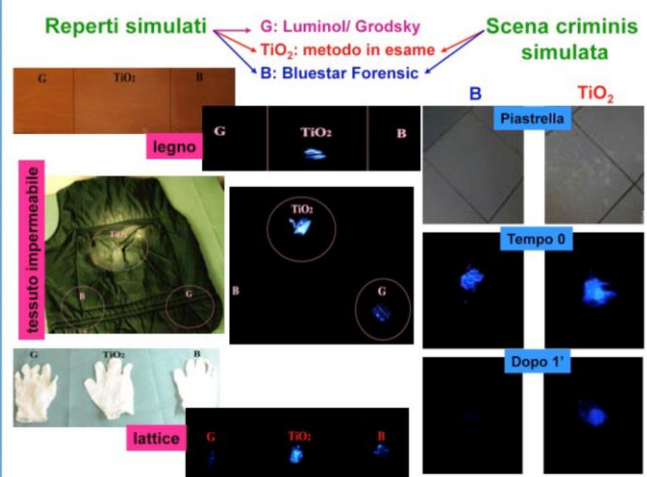 Reperti simulati
G: Luminol/ Grodsky
TiO₂: metodo in esame
B: Bluestar Forensic
Scena criminis
simulata
G TiO₂ B
legno
G TiO₂ B
tessuto impermeabile
TiO₂
B G
TiO₂
B G
G TiO₂ B
lattice
G TiO₂ B
B TiO₂
Piastrella
Tempo 0
Dopo 1'